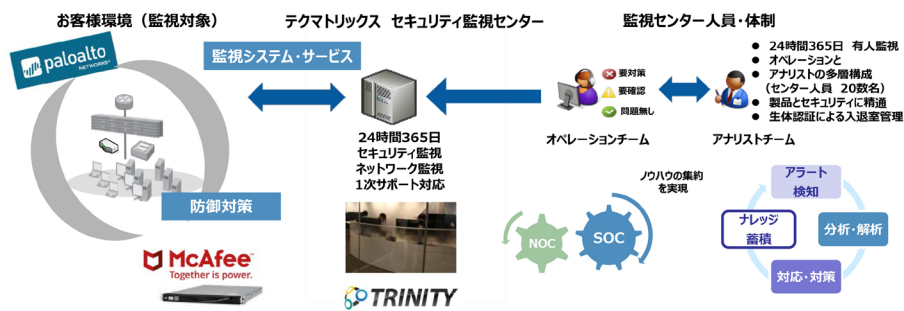 お客様環境（監視対象）
テクマトリックス セキュリティ監視センター
監視センター人員・体制
paloalto
NETWORKS®
監視システム・サービス
防御対策
McAfee™
Together is power.
24時間365日
セキュリティ監視
ネットワーク監視
1次サポート対応
TRINITY
要対策
要確認
問題無し
オペレーションチーム
アナリストチーム
● 24時間365日 有人監視
● オペレーションと
● アナリストの多層構成
（センター人員 20数名）
● 製品とセキュリティに精通
● 生体認証による入退室管理
ノウハウの集約
を実現
NOC
SOC
アラート
検知
分析・解析
対応・対策
ナレッジ
蓄積